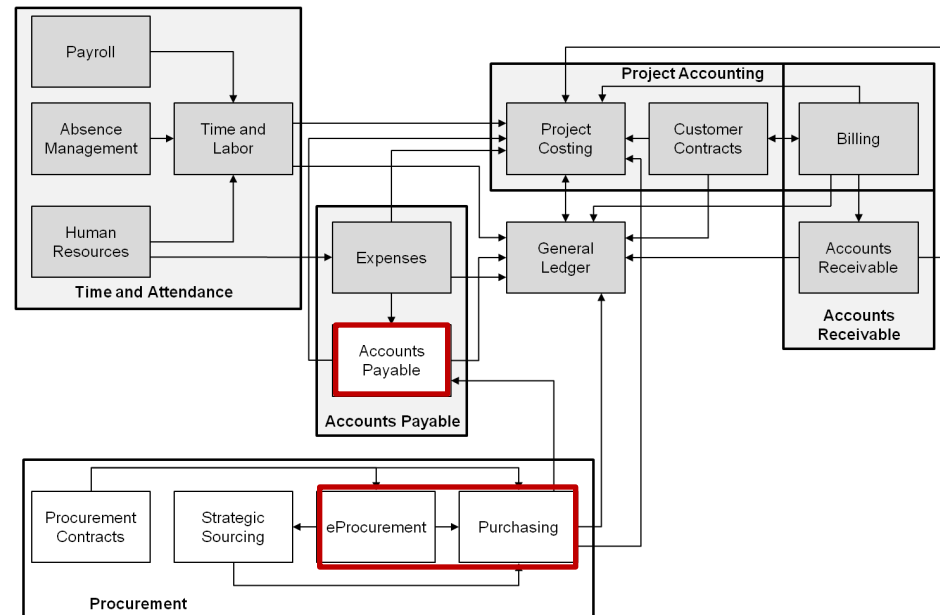 Payroll
Absence
Management
Time and
Labor
Human
Resources
Time and Attendance
Project Accounting
Project
Costing
Customer
Contracts
Billing
Expenses
General
Ledger
Accounts
Receivable
Accounts
Receivable
Accounts
Payable
Accounts Payable
Procurement
Contracts
Strategic
Sourcing
eProcurement
Purchasing
Procurement